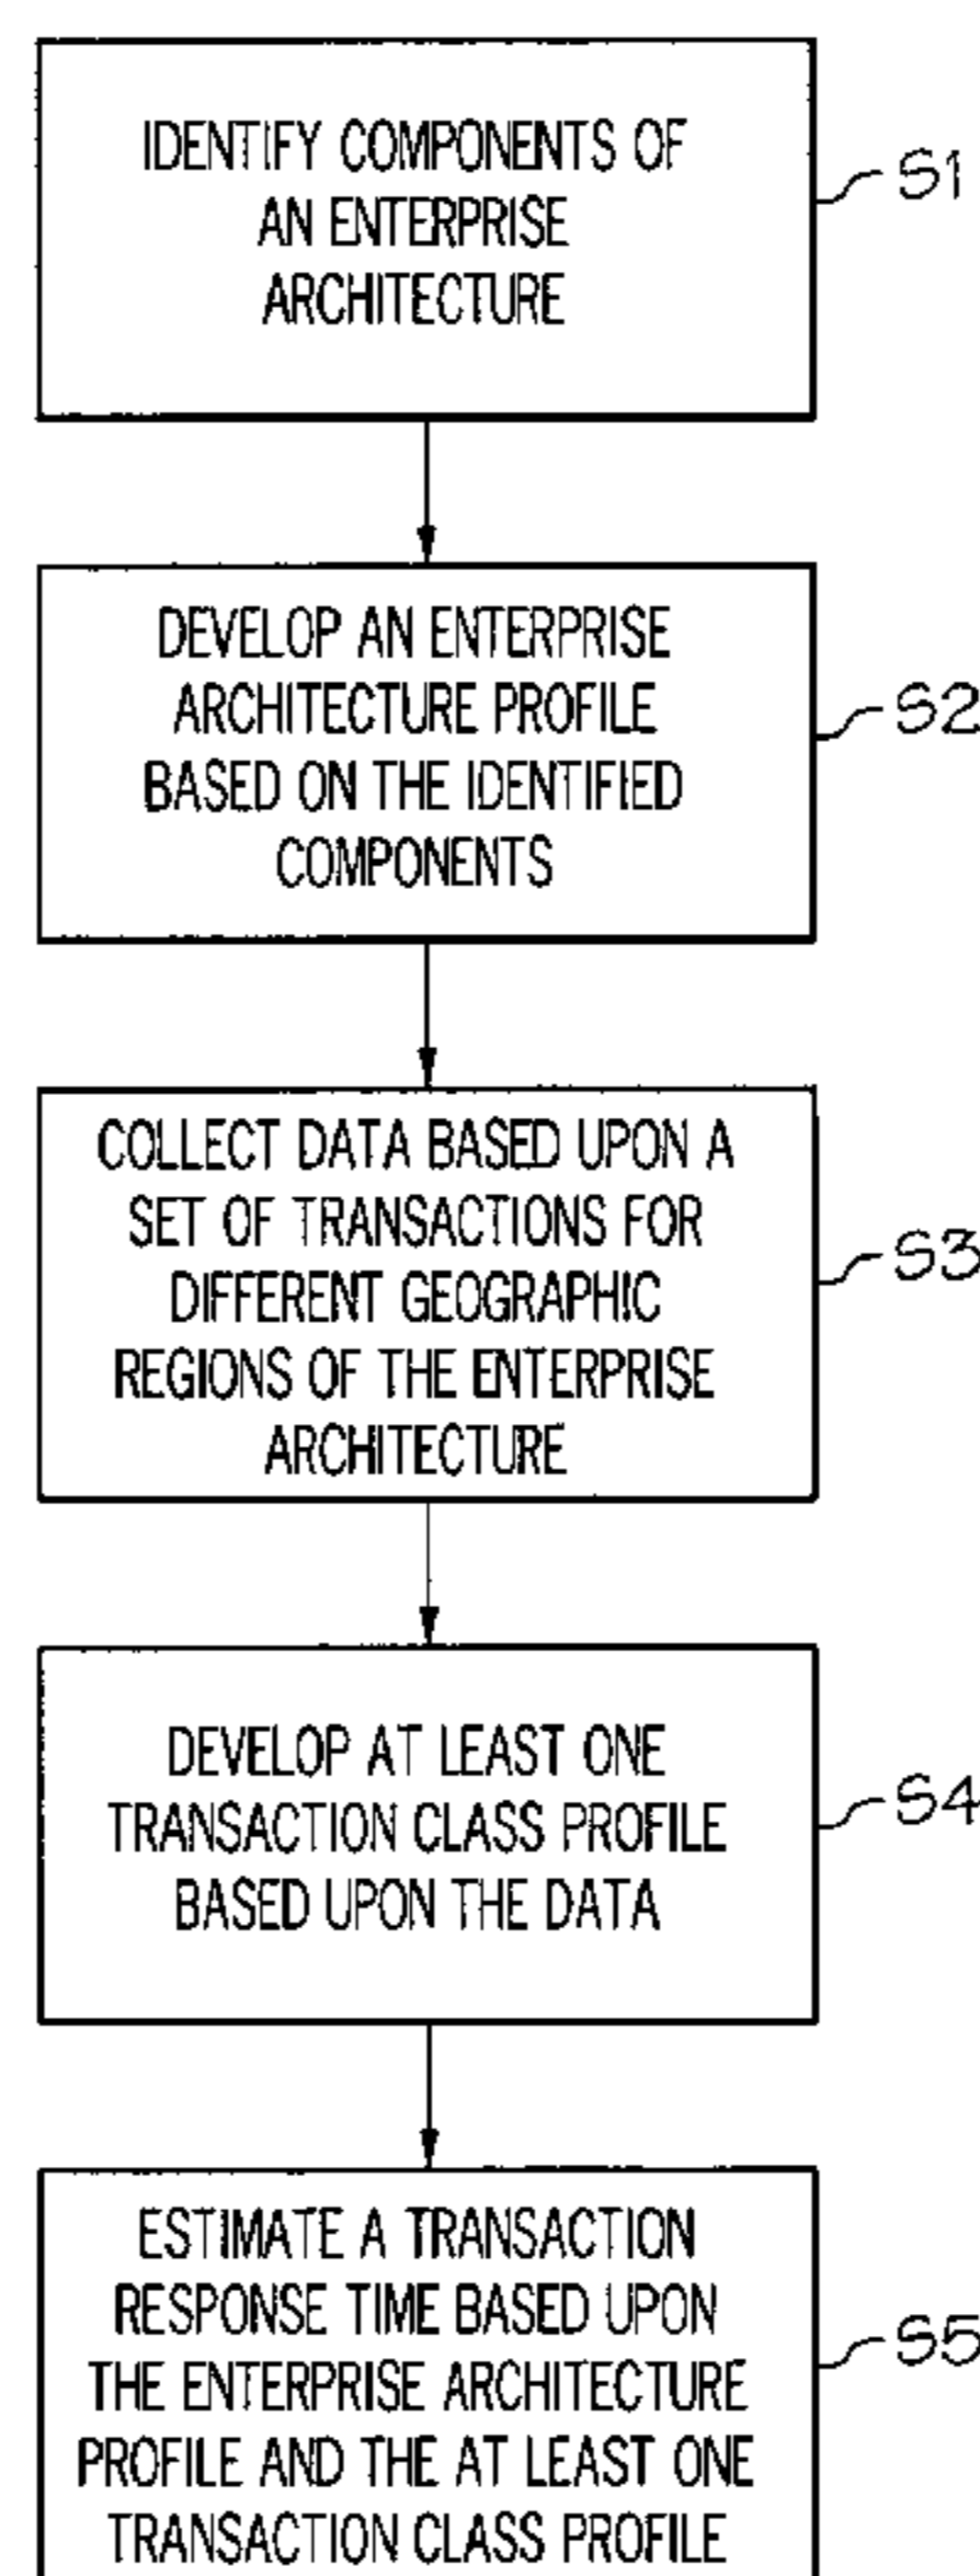 IDENTIFY COMPONENTS OF
AN ENTERPRISE
ARCHITECTURE
S1
DEVELOP AN ENTERPRISE
ARCHITECTURE PROFILE
BASED ON THE IDENTIFIED
COMPONENTS
S2
COLLECT DATA BASED UPON A
SET OF TRANSACTIONS FOR
DIFFERENT GEOGRAPHIC
REGIONS OF THE ENTERPRISE
ARCHITECTURE
S3
DEVELOP AT LEAST ONE
TRANSACTION CLASS PROFILE
BASED UPON THE DATA
S4
ESTIMATE A TRANSACTION
RESPONSE TIME BASED UPON
THE ENTERPRISE ARCHITECTURE
PROFILE AND THE AT LEAST ONE
TRANSACTION CLASS PROFILE
S5